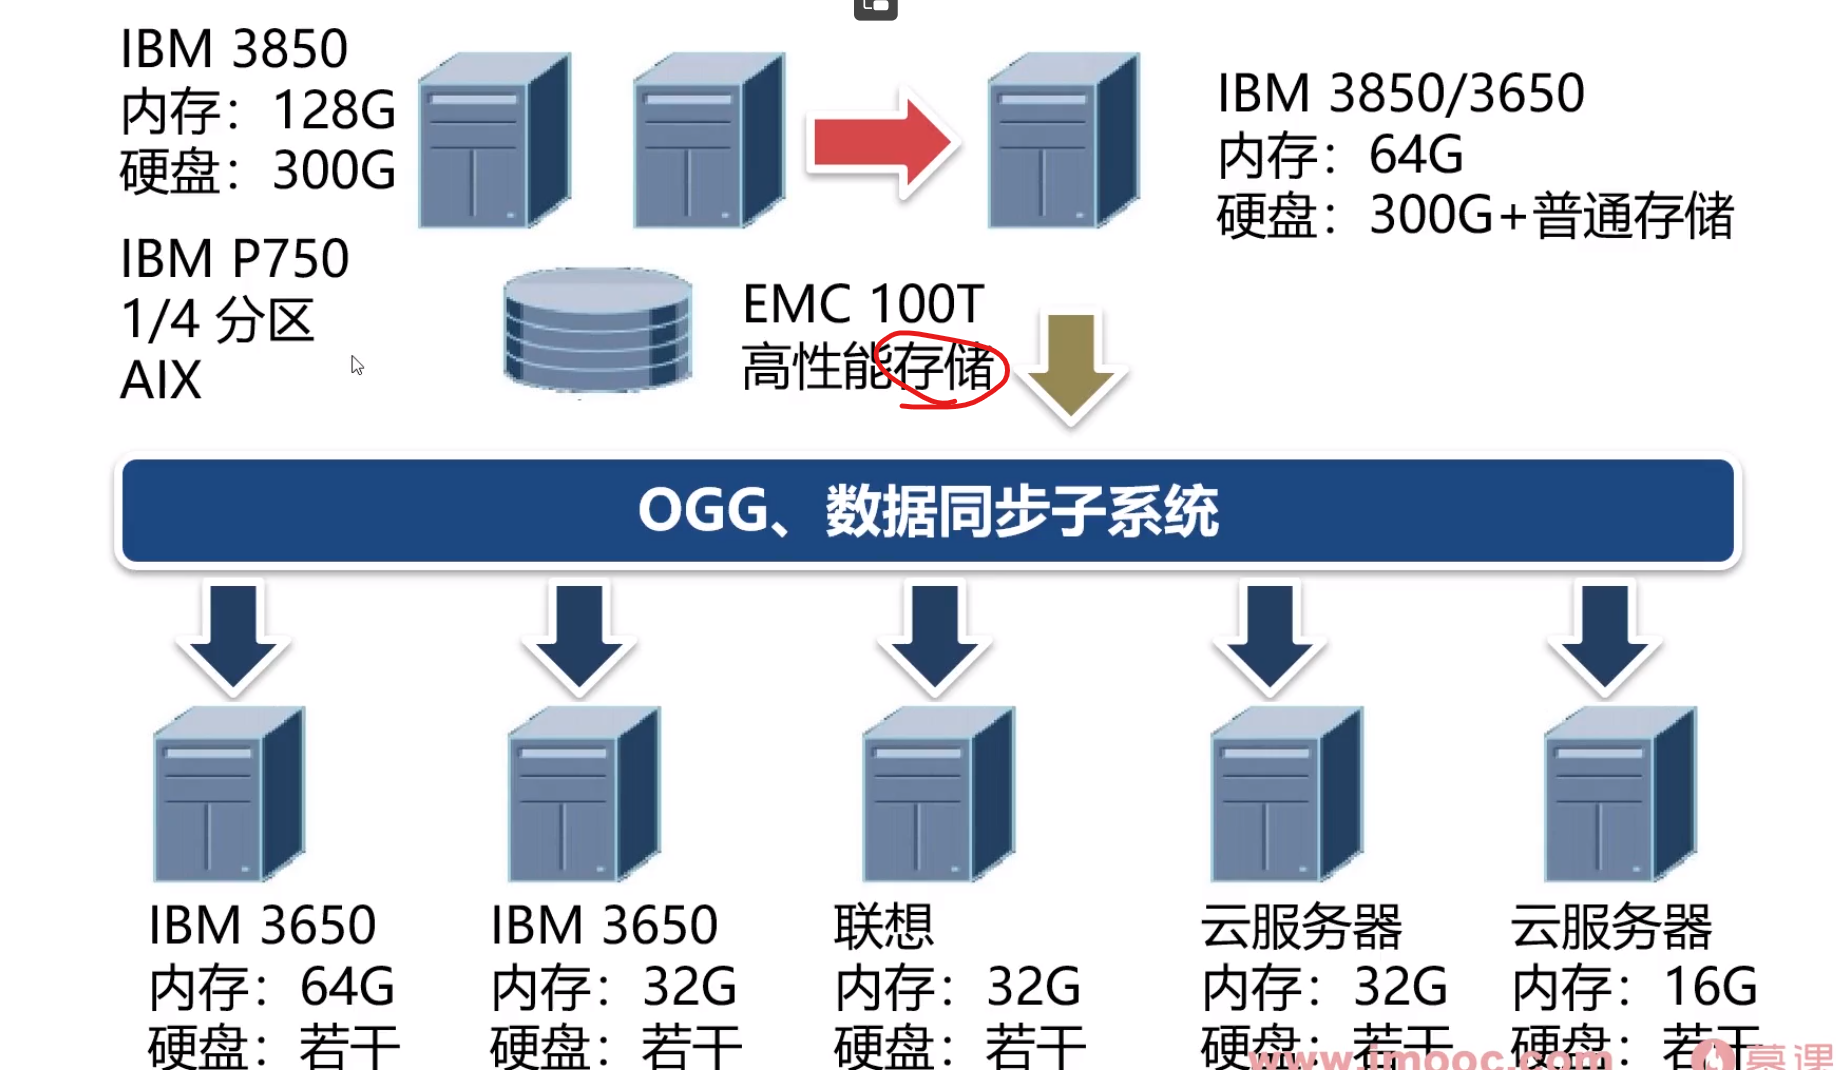 IBM 3850
内存：128G
硬盘：300G
IBM P750
1/4 分区
AIX
IBM 3850/3650
内存：64G
硬盘：300G+普通存储
EMC 100T
高性能存储
OGG、数据同步子系统
IBM 3650
内存：64G
硬盘：若干
IBM 3650
内存：32G
硬盘：若干
联想
内存：32G
硬盘：若干
云服务器
内存：32G
硬盘：若干
云服务器
内存：16G
硬盘：若干
www.imooc.com
慕课